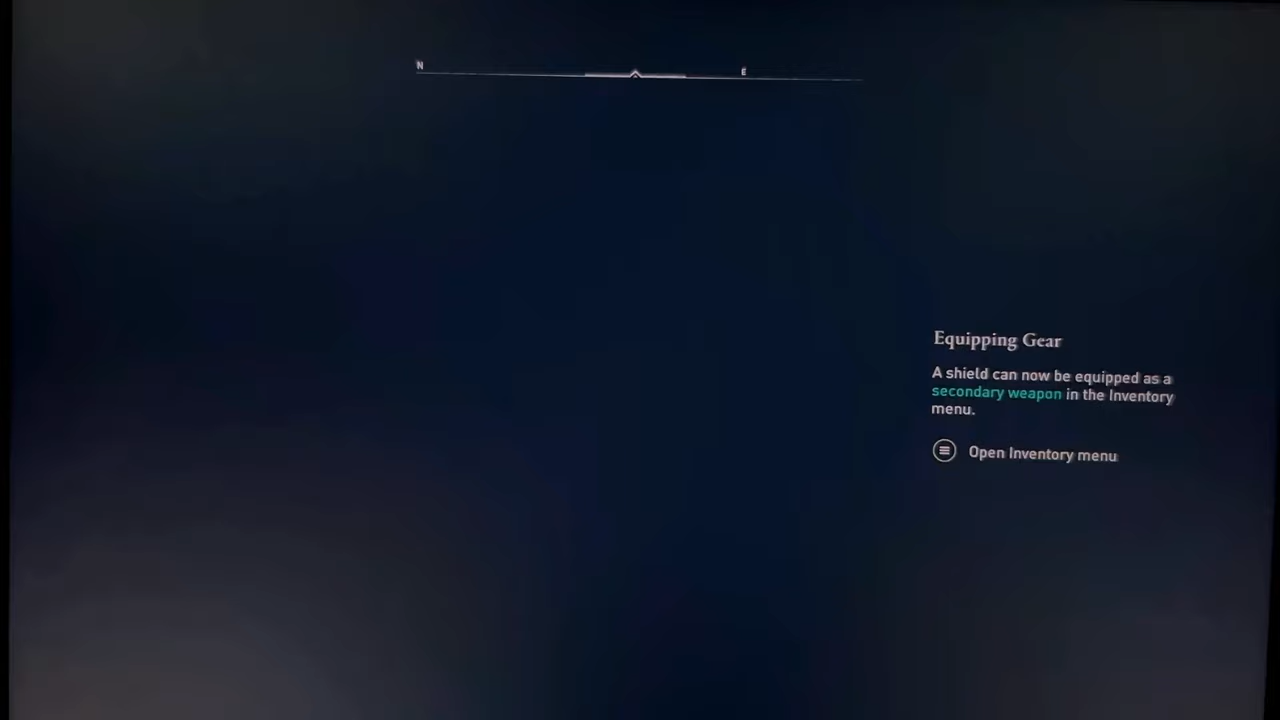 N
E
Equipping Gear
A shield can now be equipped as a
secondary weapon in the Inventory
menu.
Open Inventory menu